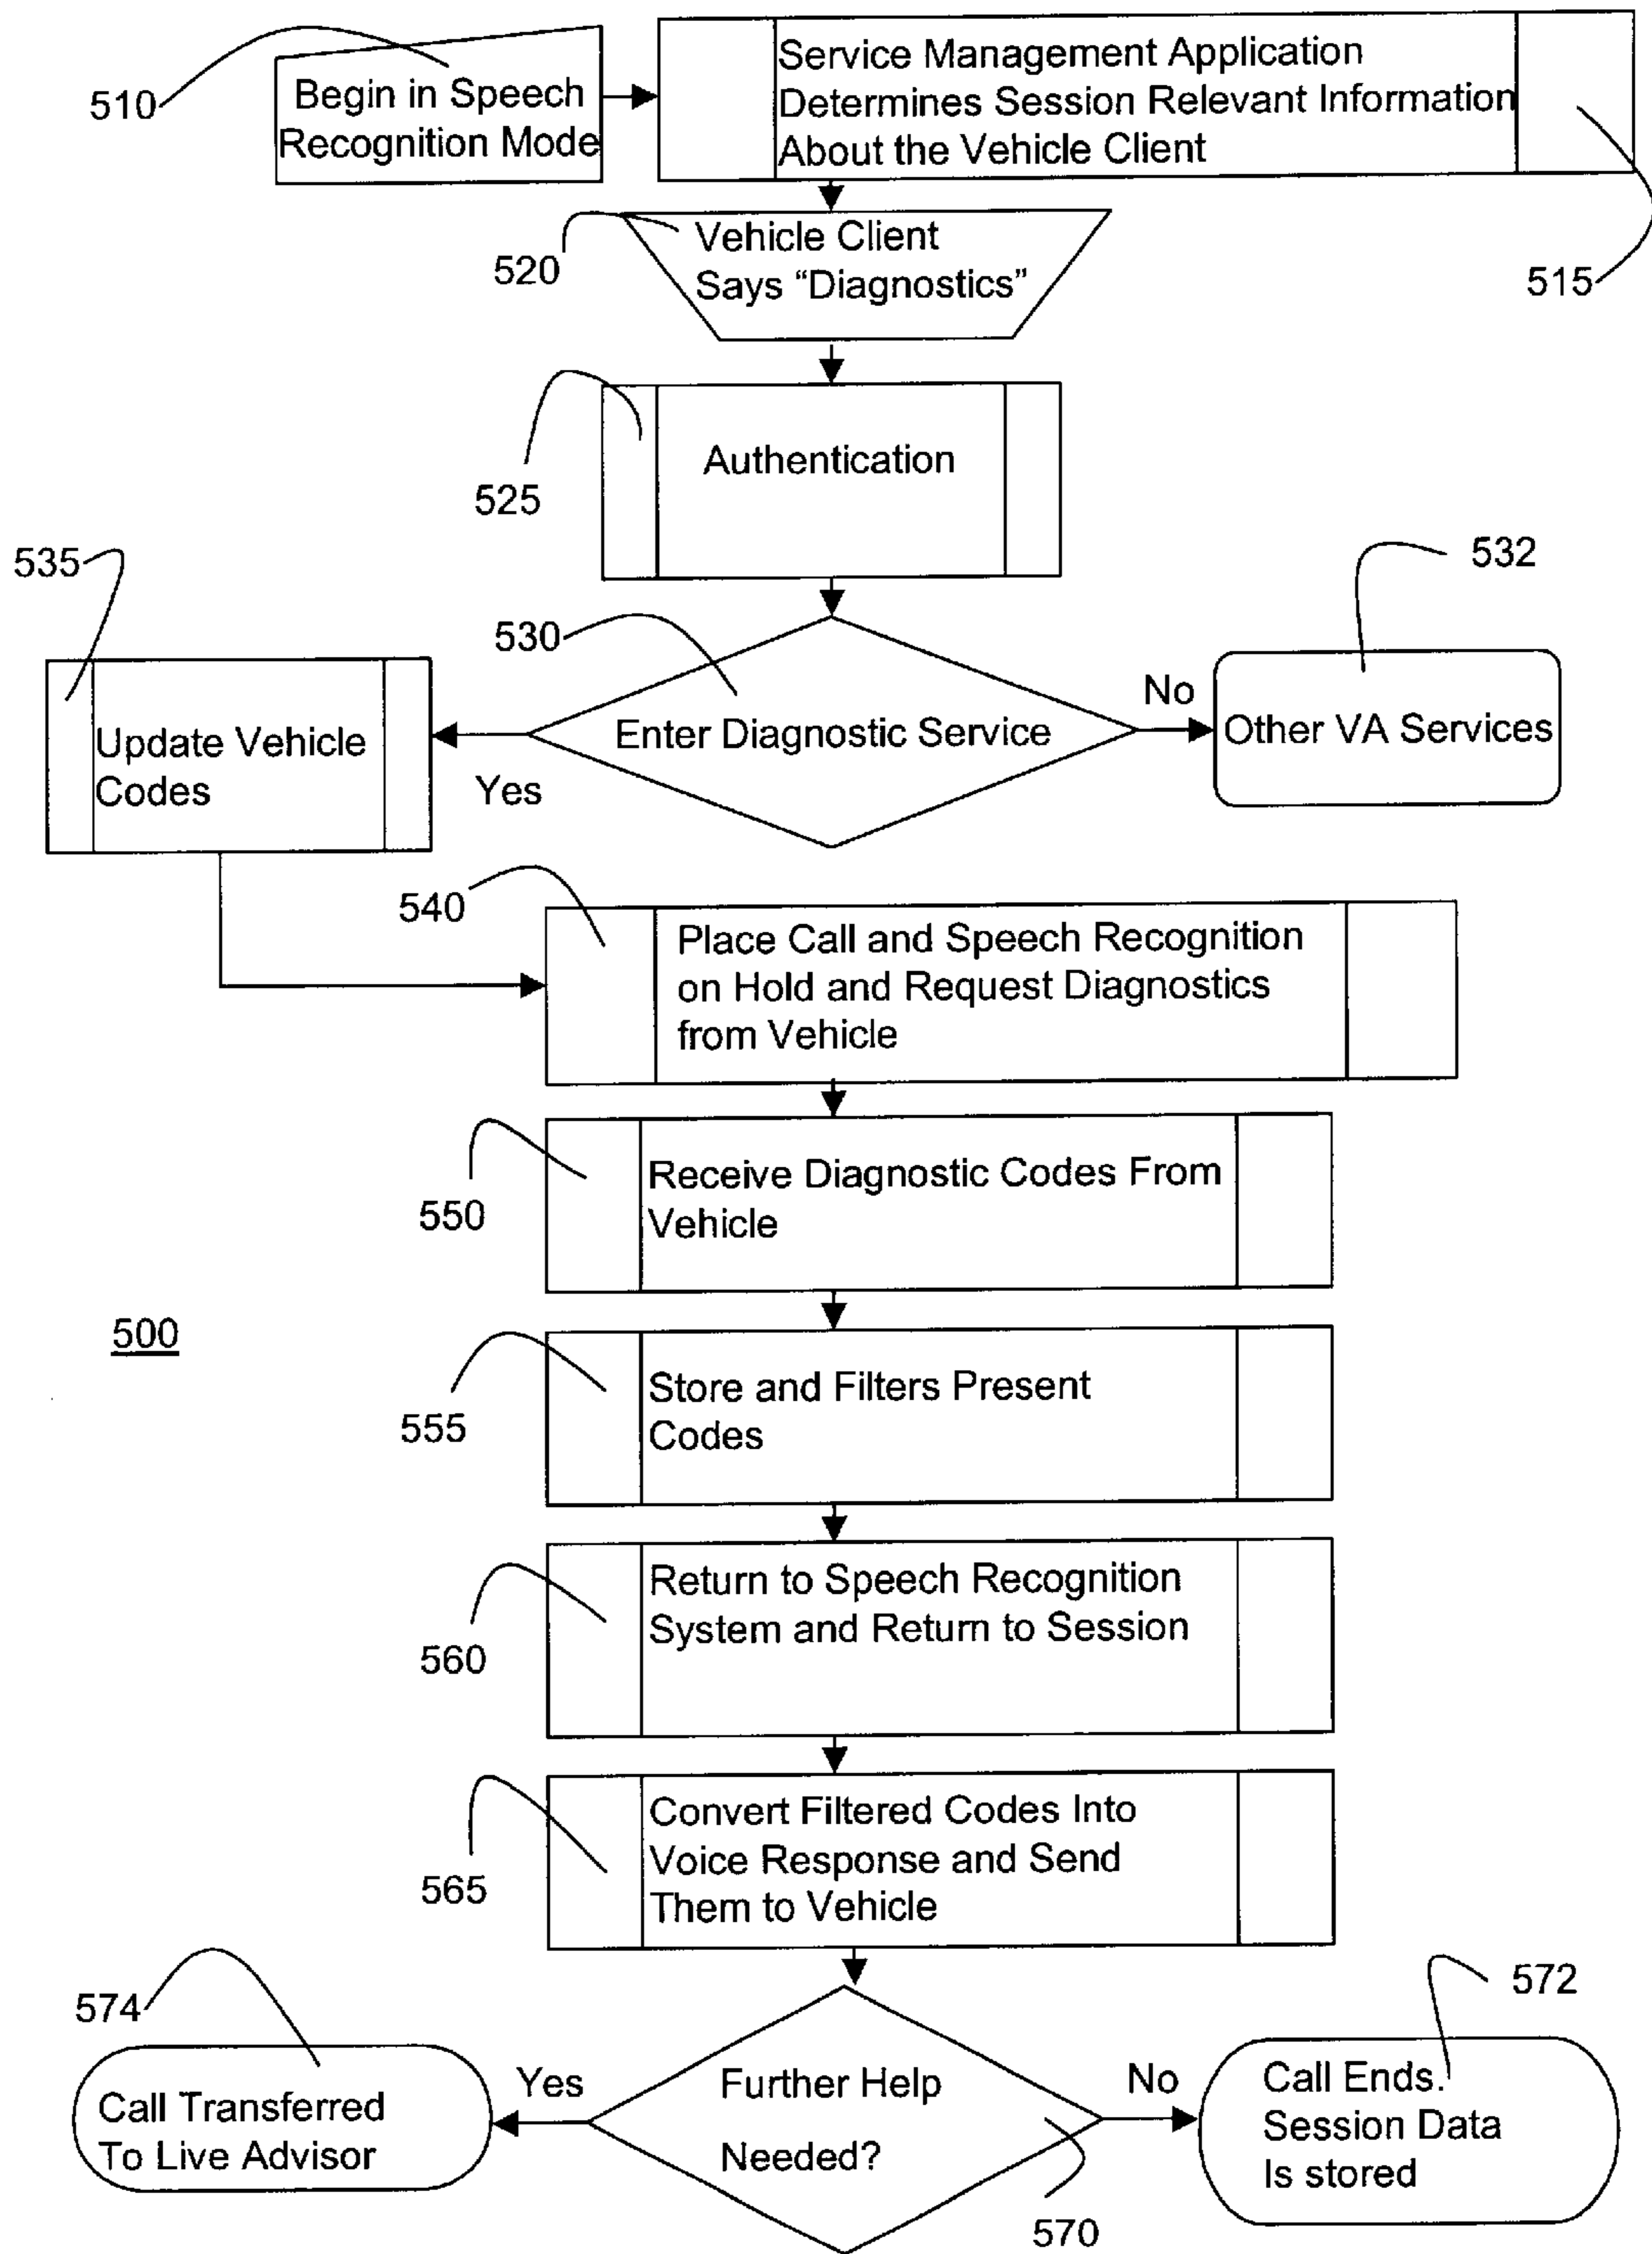 510
Begin in Speech
Recognition Mode
Service Management Application
Determines Session Relevant Information
About the Vehicle Client
515
520
Vehicle Client
Says “Diagnostics”
525
Authentication
535
532
530
Update Vehicle
Codes
Yes
Enter Diagnostic Service
No
Other VA Services
540
Place Call and Speech Recognition
on Hold and Request Diagnostics
from Vehicle
550
Receive Diagnostic Codes From
Vehicle
500
555
Store and Filters Present
Codes
560
Return to Speech Recognition
System and Return to Session
565
Convert Filtered Codes Into
Voice Response and Send
Them to Vehicle
574
572
Call Transferred
To Live Advisor
Yes
Further Help
Needed?
No
Call Ends.
Session Data
Is stored
570